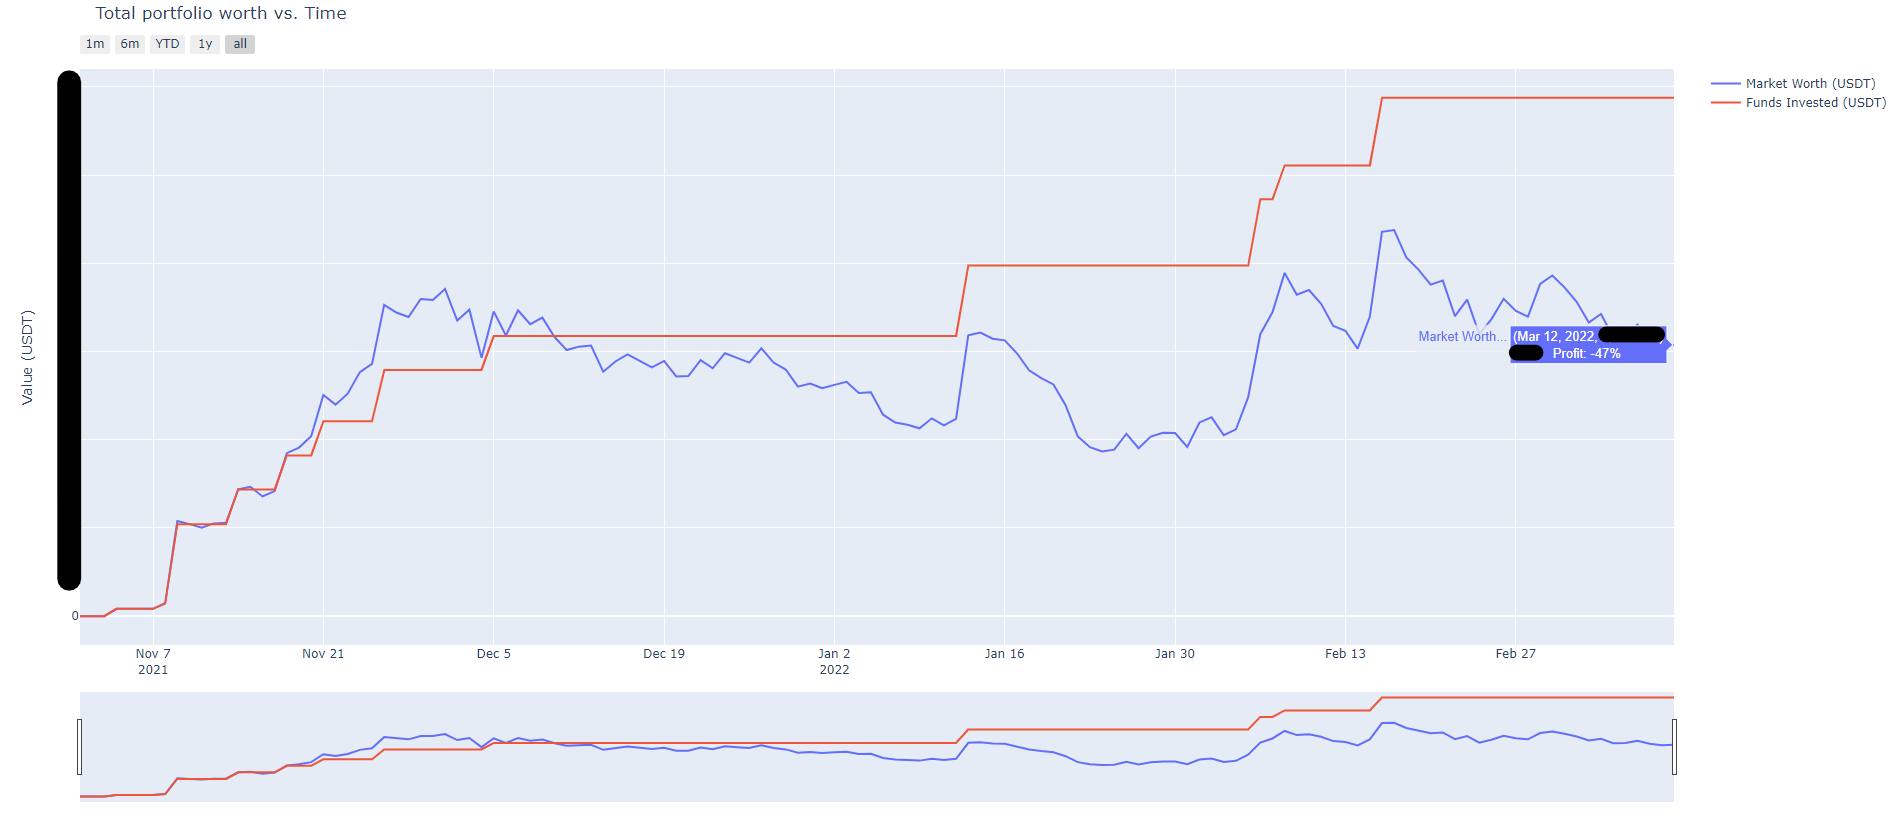 Total portfolio worth vs. Time
1m 6m YTD 1y all
Market Worth (USDT)
Funds Invested (USDT)
Value (USDT)
Market Worth... (Mar 12, 2022,
Profit: -47%
0
Nov 7 Nov 21 Dec 5 Dec 19 Jan 2 Jan 16 Jan 30 Feb 13 Feb 27
2021 2022